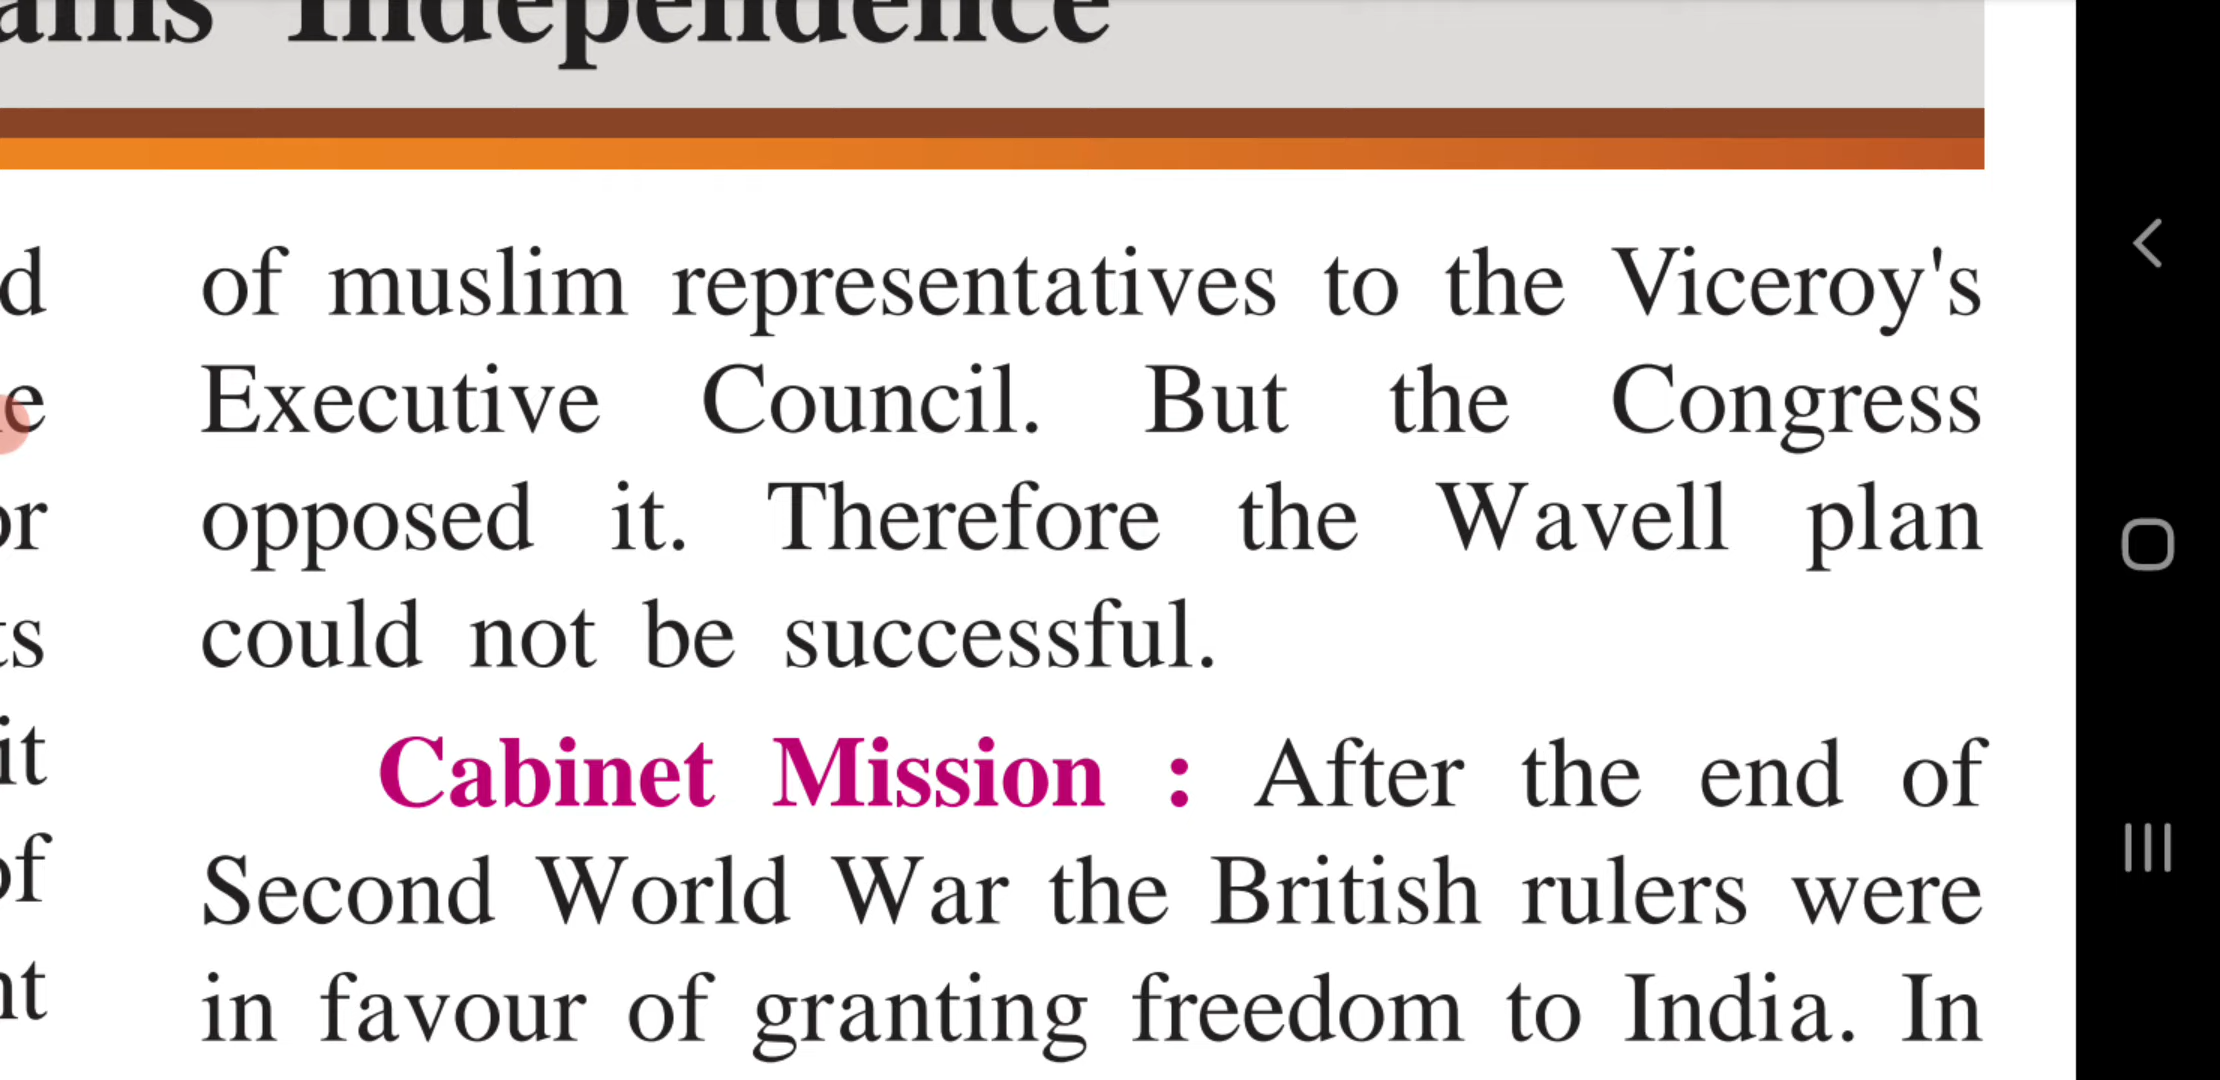 Independence
of muslim representatives to the Viceroy's
Executive Council. But the Congress
opposed it. Therefore the Wavell plan
could not be successful.
Cabinet Mission : After the end of
Second World War the British rulers were
in favour of granting freedom to India. In